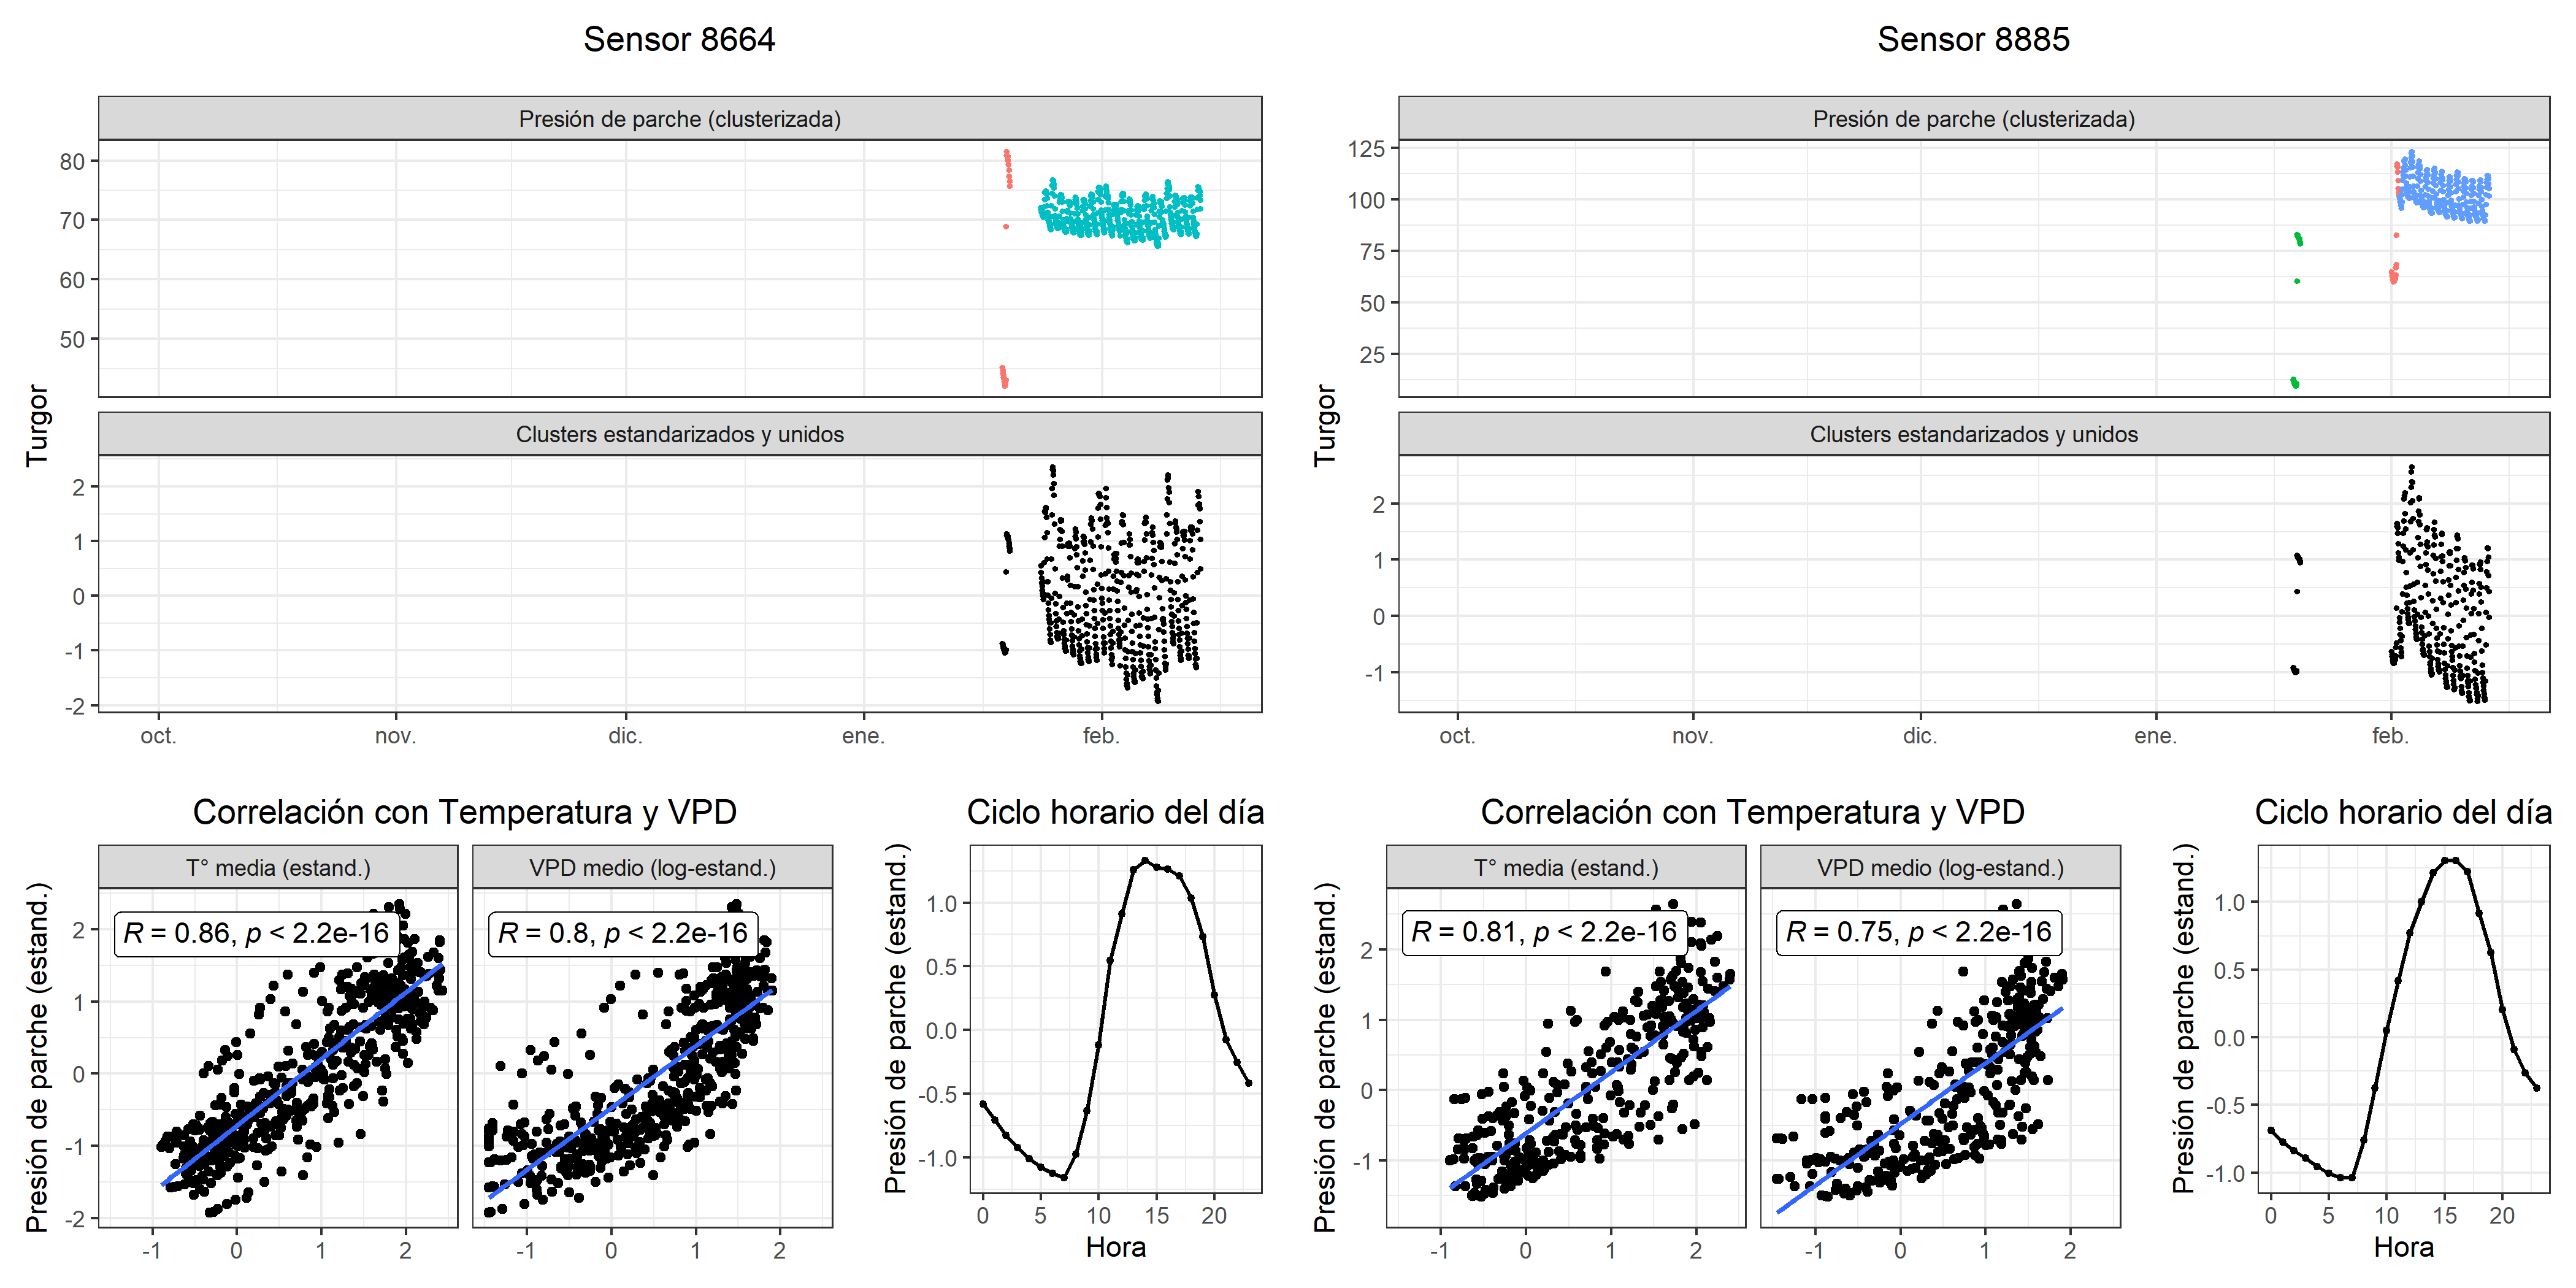 Sensor 8664
Presión de parche (clusterizada)
80
70
60
50
Turgor
Clusters estandarizados y unidos
2
1
0
-1
-2
oct. nov. dic. ene. feb.
Correlación con Temperatura y VPD
T° media (estand.) VPD medio (log-estand.)
R = 0.86, p < 2.2e-16 R = 0.8, p < 2.2e-16
Presión de parche (estand.)
2
1
0
-1
-2
-1 0 1 2 -1 0 1 2
Ciclo horario del día
Presión de parche (estand.)
1.0
0.5
0.0
-0.5
-1.0
0 5 10 15 20
Hora
Sensor 8885
Presión de parche (clusterizada)
125
100
75
50
25
Turgor
Clusters estandarizados y unidos
2
1
0
-1
oct. nov. dic. ene. feb.
Correlación con Temperatura y VPD
T° media (estand.) VPD medio (log-estand.)
R = 0.81, p < 2.2e-16 R = 0.75, p < 2.2e-16
Presión de parche (estand.)
2
1
0
-1
-1 0 1 2 -1 0 1 2
Ciclo horario del día
Presión de parche (estand.)
1.0
0.5
0.0
-0.5
-1.0
0 5 10 15 20
Hora